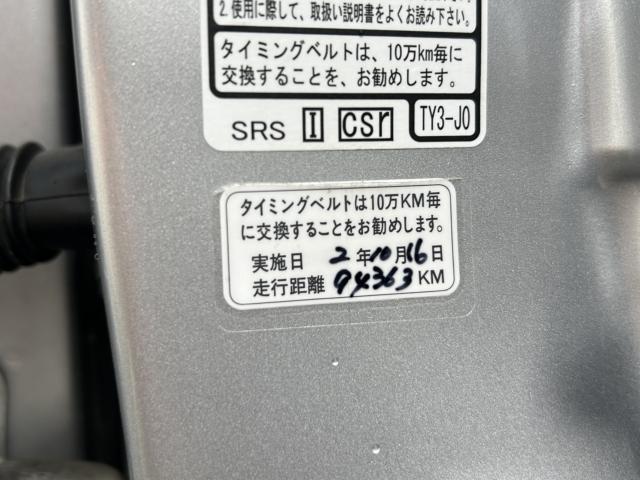 2. 使用に際して、取扱い説明書をよくお読み下さい。
タイミングベルトは、10万km毎に
交換することを、お勧めします。
SRS I csr TY3-J0
タイミングベルトは10万KM毎
に交換することをお勧めします。
実施日 2年10月16日
走行距離 94363KM